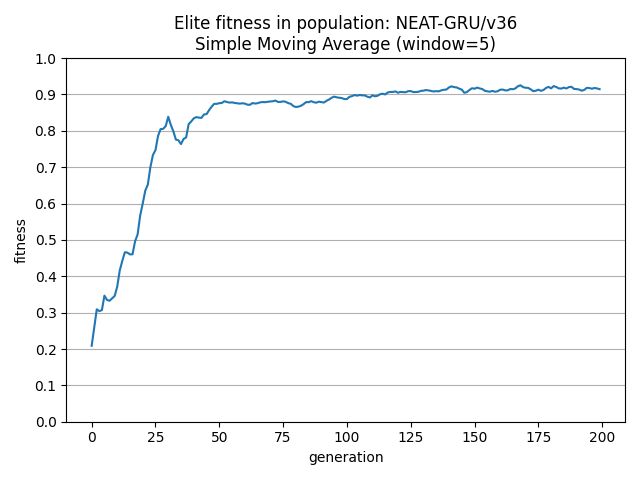 Elite fitness in population: NEAT-GRU/v36
Simple Moving Average (window=5)
1.0
0.9
0.8
0.7
0.6
0.5
0.4
0.3
0.2
0.1
0.0
fitness
0 25 50 75 100 125 150 175 200
generation